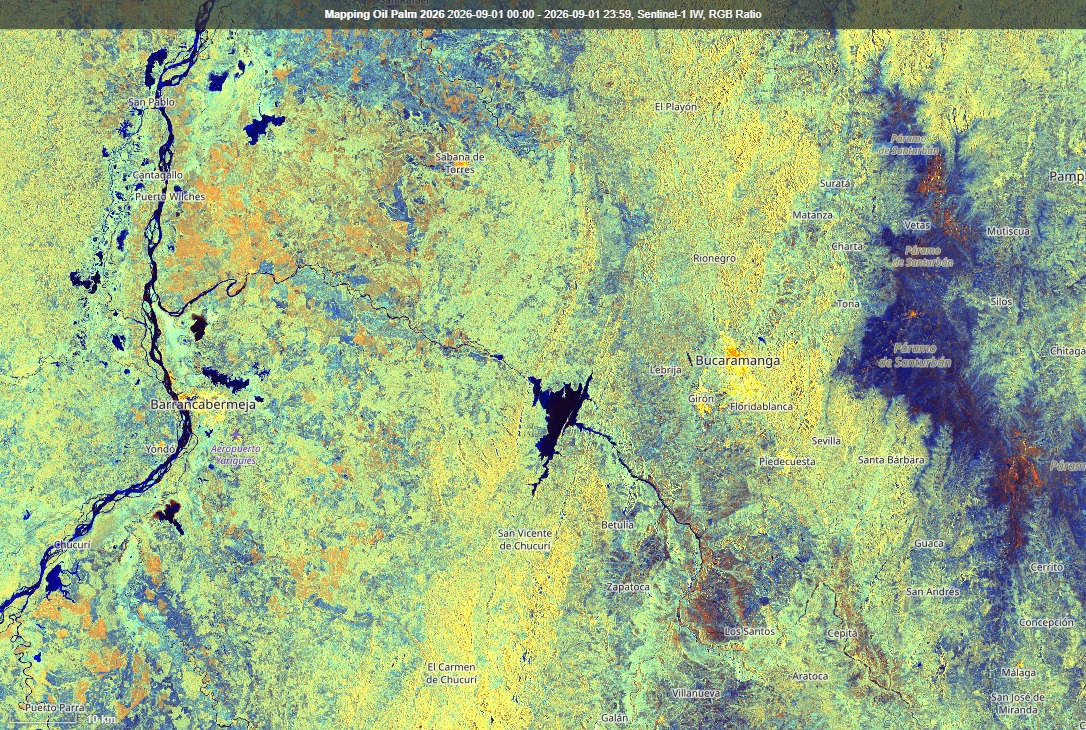 Mapping Oil Palm 2026 2026-09-01 00:00 - 2026-09-01 23:59, Sentinel-1 IW, RGB Ratio
San Pablo
El Playón
Páramo
de Santurbán
Sabana de
Torres
Cantagallo
Pamp
Suratá
Puerto Wilches
Matanza
Vetas
Mutiscua
Charta
Páramo
de Santurbán
Rionegro
Silos
Tona
Páramo
de Santurbán
Chitagá
Bucaramanga
Lebrija
Girón
Floridablanca
Barrancabermeja
Sevilla
Yondó
Aeropuerto
Yariguíes
Piedecuesta
Santa Bárbara
Páram
Betulia
San Vicente
de Chucurí
Chucurí
Guaca
Cerrito
Zapatoca
San Andrés
Concepción
Los Santos
Cepitá
El Carmen
de Chucurí
Aratoca
Málaga
Villanueva
San José de
Miranda
Puerto Parra
10 km
Galán
C